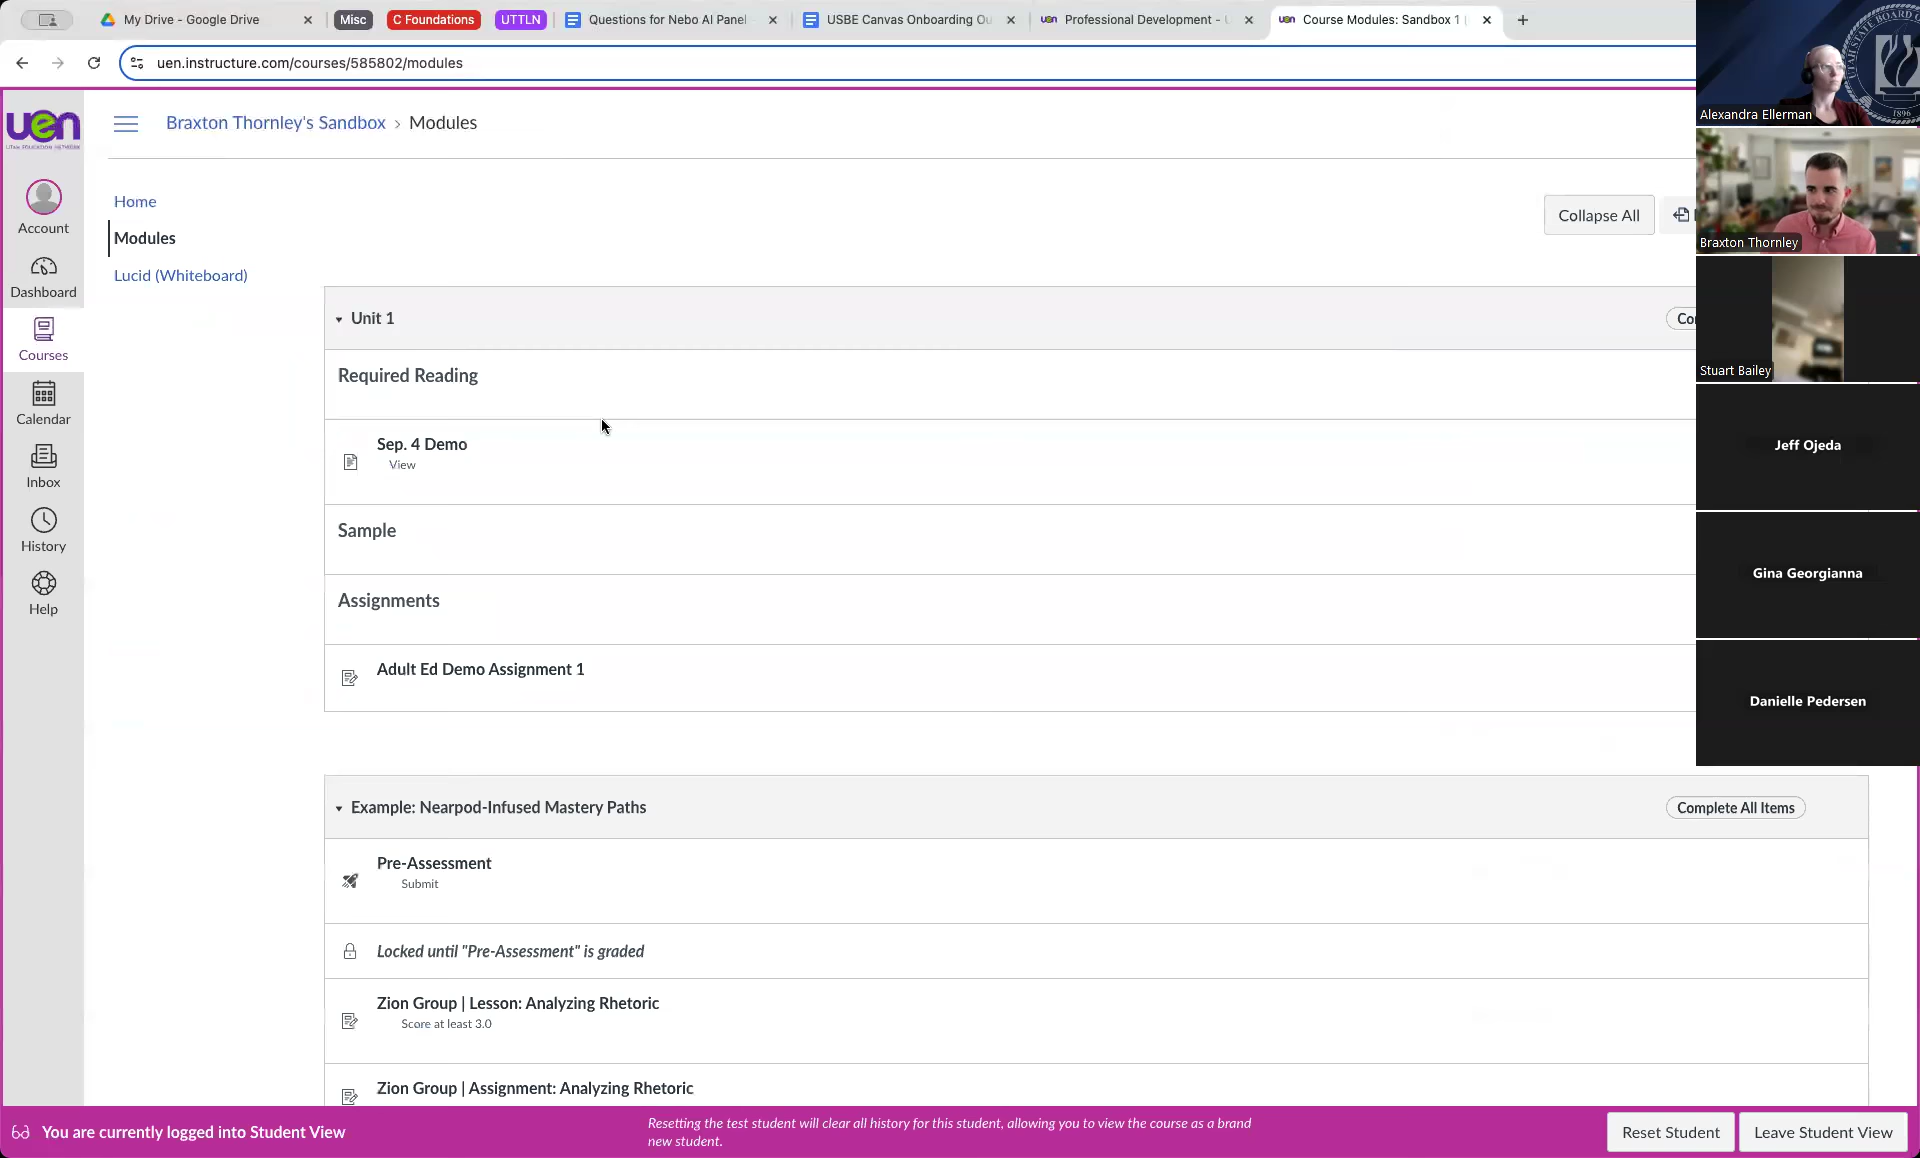 My Drive - Google Drive
Misc
C Foundations
UTTLN
Questions for Nebo AI Panel
USBE Canvas Onboarding Ou
Professional Development -
Course Modules: Sandbox 1
uen.instructure.com/courses/585802/modules
uen
Braxton Thornley's Sandbox › Modules
Account
Dashboard
Courses
Calendar
Inbox
History
Help
Home
Modules
Lucid (Whiteboard)
Collapse All
Unit 1
Required Reading
Sep. 4 Demo
View
Sample
Assignments
Adult Ed Demo Assignment 1
Example: Nearpod-Infused Mastery Paths
Complete All Items
Pre-Assessment
Submit
Locked until "Pre-Assessment" is graded
Zion Group | Lesson: Analyzing Rhetoric
Score at least 3.0
Zion Group | Assignment: Analyzing Rhetoric
You are currently logged into Student View
Resetting the test student will clear all history for this student, allowing you to view the course as a brand
new student.
Reset Student
Leave Student View
UTAH STATE BOARD
1896
Alexandra Ellerman
Braxton Thornley
Stuart Bailey
Jeff Ojeda
Gina Georgianna
Danielle Pedersen